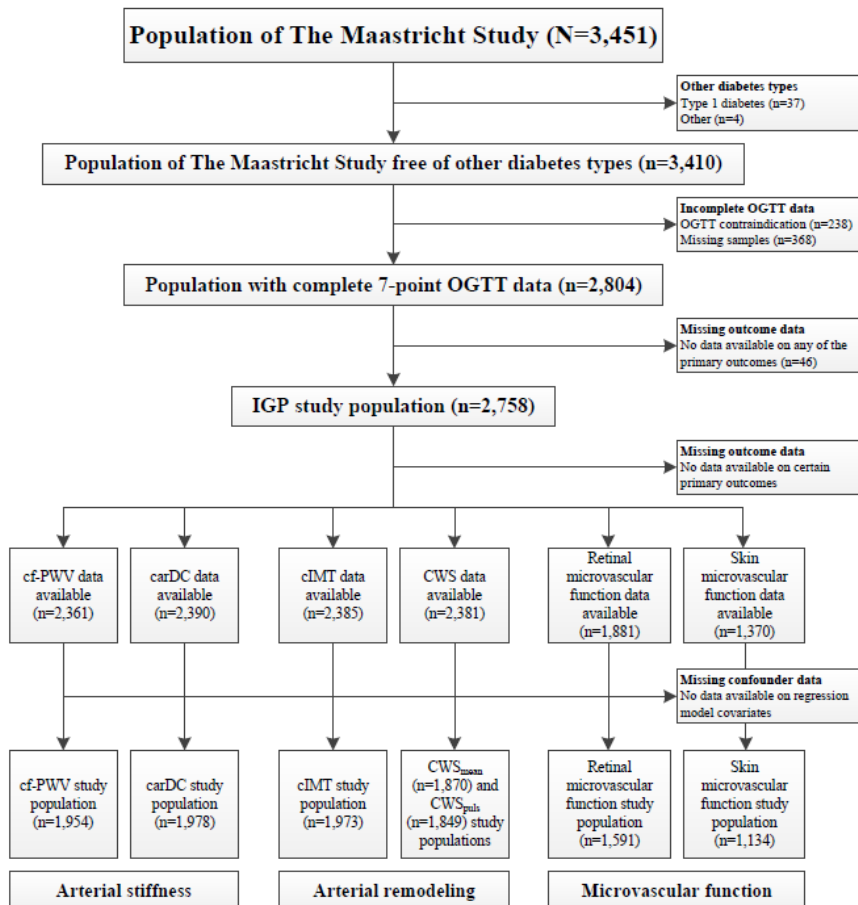 Population of The Maastricht Study (N=3,451)
Other diabetes types
Type 1 diabetes (n=37)
Other (n=4)
Population of The Maastricht Study free of other diabetes types (n=3,410)
Incomplete OGTT data
OGTT contraindication (n=238)
Missing samples (n=368)
Population with complete 7-point OGTT data (n=2,804)
Missing outcome data
No data available on any of the
primary outcomes (n=46)
IGP study population (n=2,758)
Missing outcome data
No data available on certain
primary outcomes
cf-PWV data
available
(n=2,361)
carDC data
available
(n=2,390)
cIMT data
available
(n=2,385)
CWS data
available
(n=2,381)
Retinal
microvascular
function data
available
(n=1,881)
Skin
microvascular
function data
available
(n=1,370)
Missing confounder data
No data available on regression
model covariates
cf-PWV study
population
(n=1,954)
carDC study
population
(n=1,978)
cIMT study
population
(n=1,973)
CWSmean
(n=1,870) and
CWSpuls
(n=1,849) study
populations
Retinal
microvascular
function study
population
(n=1,591)
Skin
microvascular
function study
population
(n=1,134)
Arterial stiffness
Arterial remodeling
Microvascular function